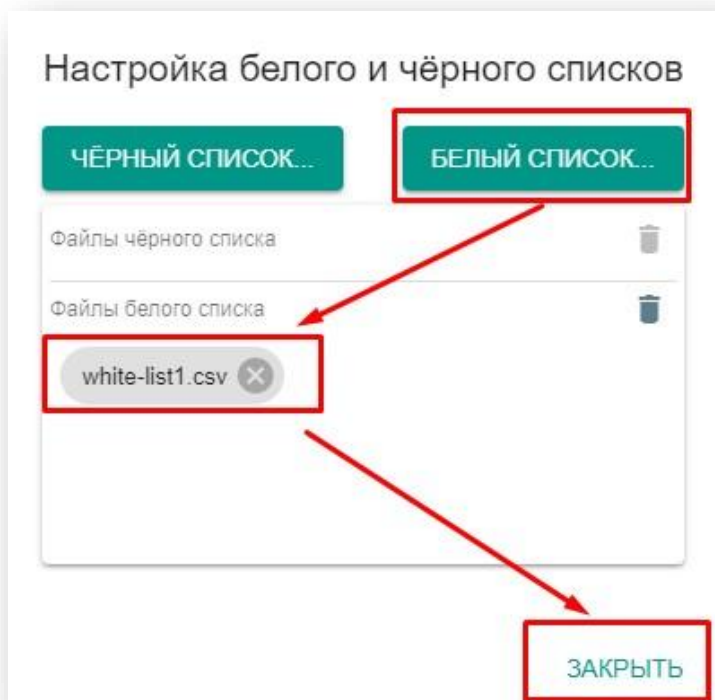 Настройка белого и чёрного списков
ЧЁРНЫЙ СПИСОК... БЕЛЫЙ СПИСОК...
Файлы чёрного списка
Файлы белого списка
white-list1.csv
ЗАКРЫТЬ